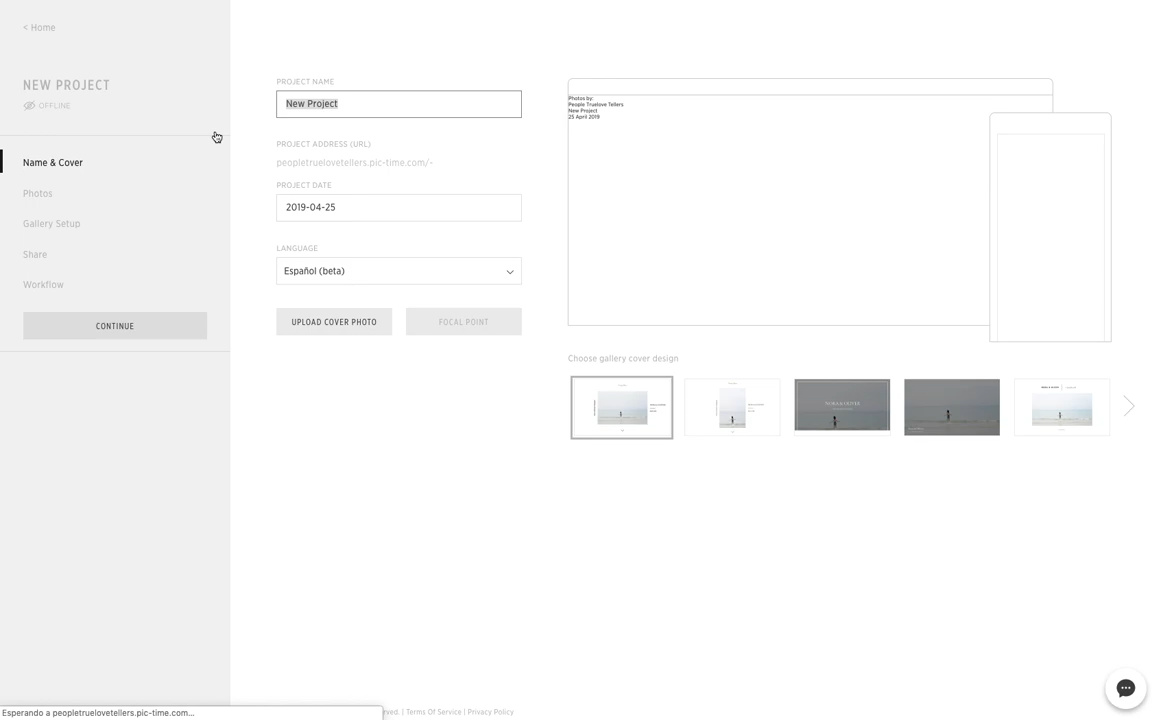 < Home
NEW PROJECT
OFFLINE
Name & Cover
Photos
Gallery Setup
Share
Workflow
CONTINUE
PROJECT NAME
New Project
PROJECT ADDRESS (URL)
peopletruelovetellers.pic-time.com/-
PROJECT DATE
2019-04-25
LANGUAGE
Español (beta)
UPLOAD COVER PHOTO
FOCAL POINT
Photos by:
People Truelove Tellers
New Project
25 April 2019
Choose gallery cover design
Esperando a peopletruelovetellers.pic-time.com...
ved. | Terms Of Service | Privacy Policy